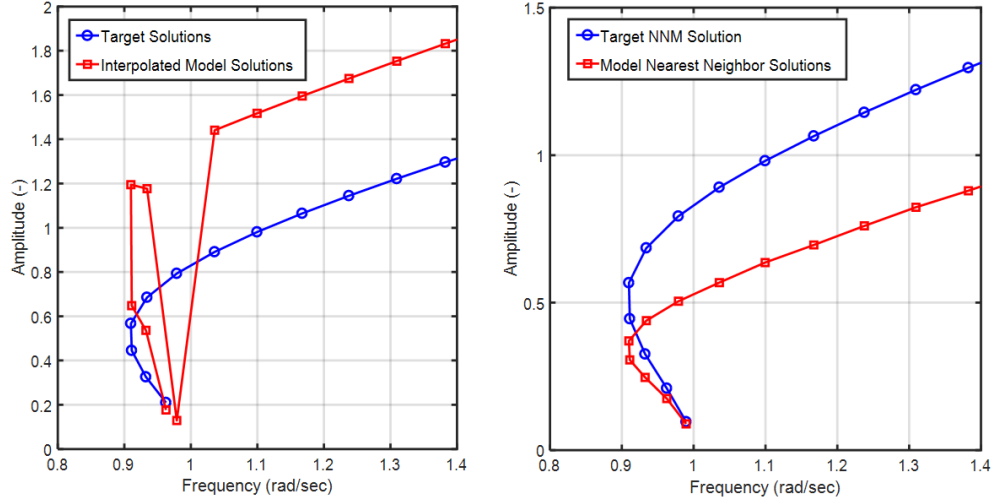 Target Solutions
Interpolated Model Solutions
Amplitude (-)
2
1.8
1.6
1.4
1.2
1
0.8
0.6
0.4
0.2
0
0.8 0.9 1 1.1 1.2 1.3 1.4
Frequency (rad/sec)
Target NNM Solution
Model Nearest Neighbor Solutions
Amplitude (-)
1.5
1
0.5
0
0.8 0.9 1 1.1 1.2 1.3 1.4
Frequency (rad/sec)